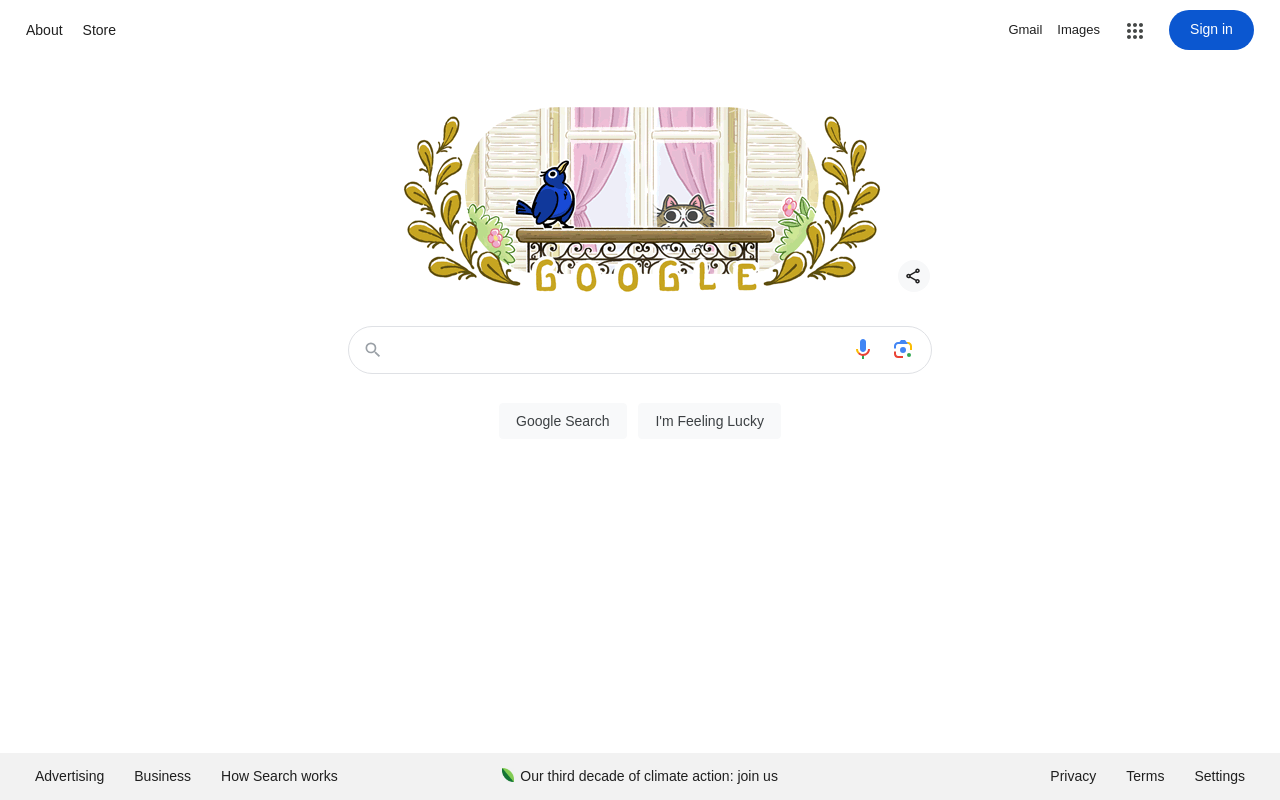 About Store Gmail Images Sign in
GOOGLE
Google Search I'm Feeling Lucky
Advertising Business How Search works Our third decade of climate action: join us Privacy Terms Settings